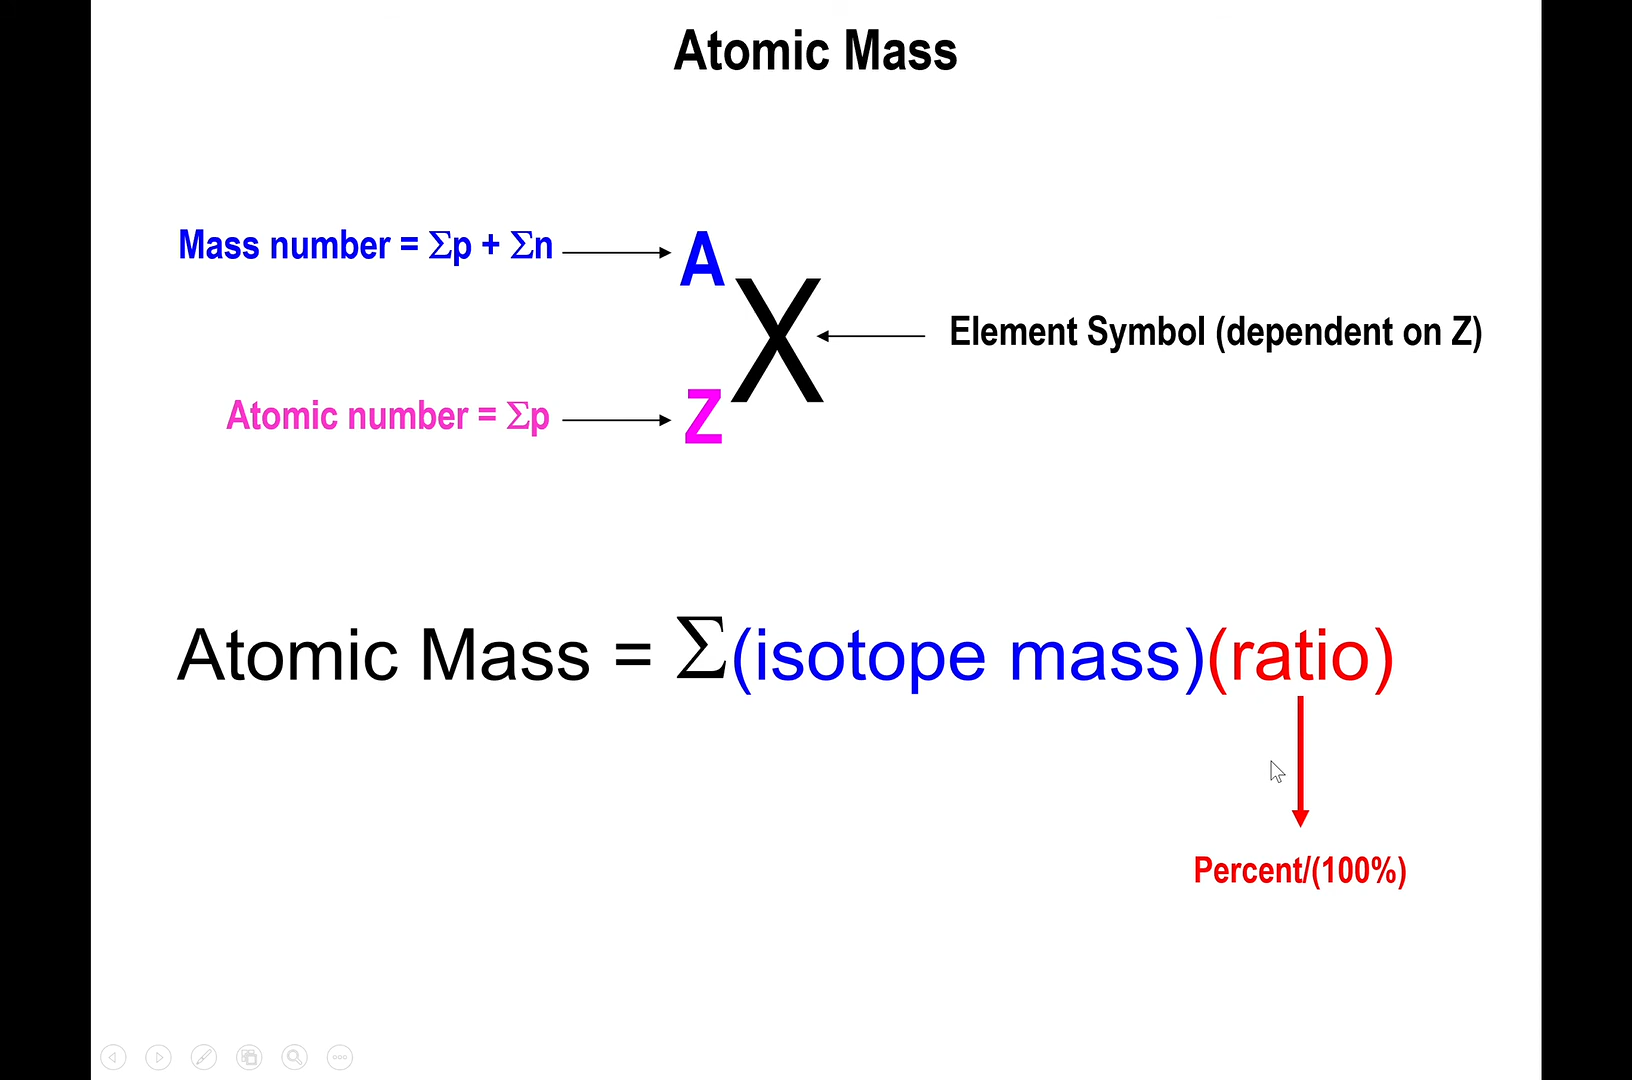 Atomic Mass
Mass number = Σp + Σn
A
X
Element Symbol (dependent on Z)
Atomic number = Σp
Z
Atomic Mass = Σ(isotope mass)(ratio)
Percent/(100%)